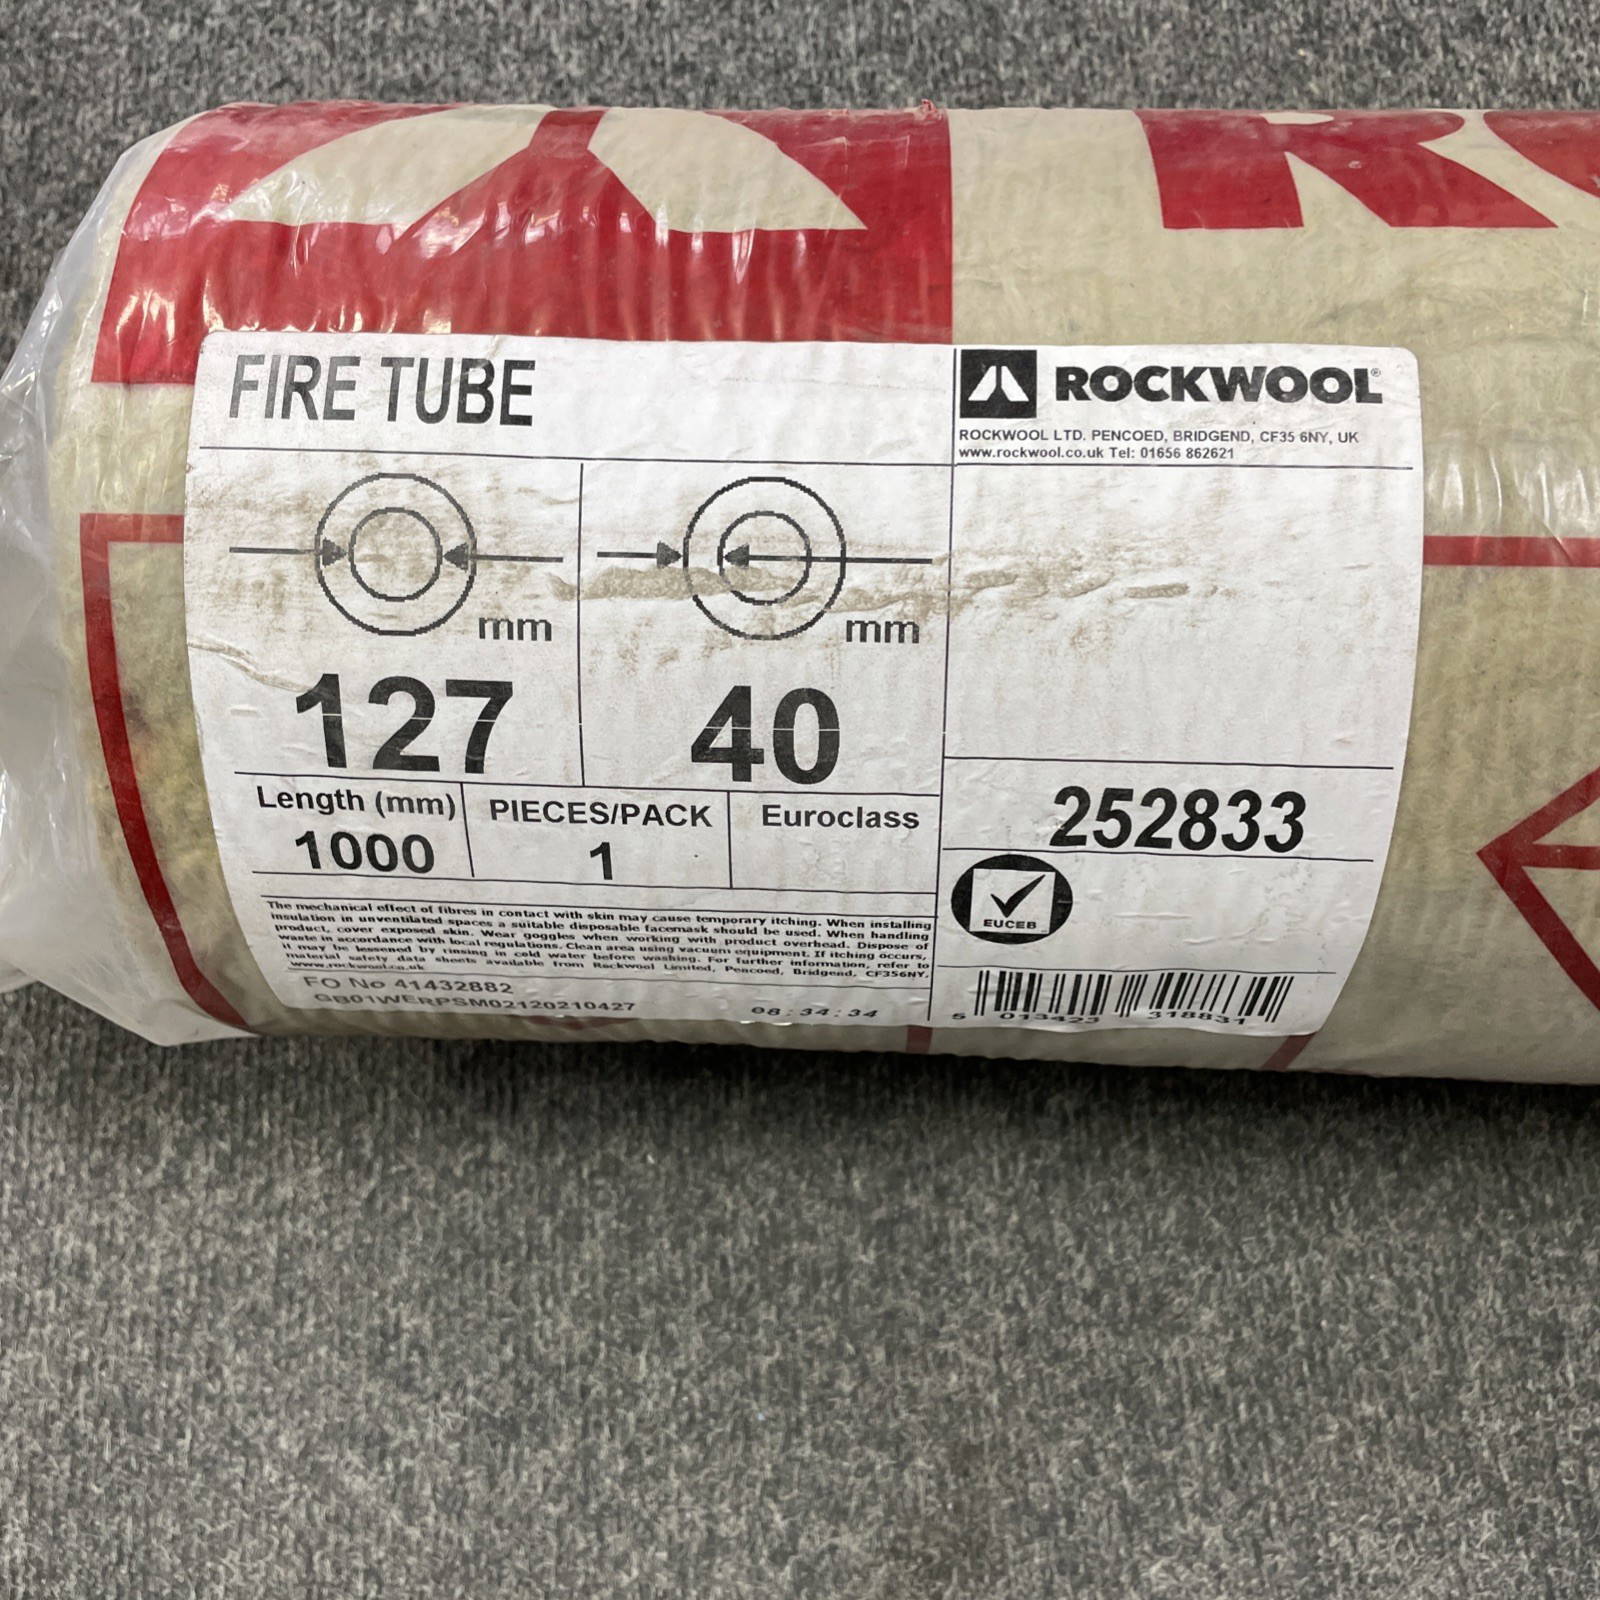 RO
FIRE TUBE
ROCKWOOL®
ROCKWOOL LTD. PENCOED, BRIDGEND, CF35 6NY, UK
www.rockwool.co.uk Tel: 01656 862621
mm
mm
127
40
Length (mm)
PIECES/PACK
Euroclass
1000
1
252833
EUCEB
The mechanical effect of fibres in contact with skin may cause temporary itching. When installing
insulation in unventilated spaces a suitable disposable facemask should be used. When handling
product, cover exposed skin. Wear goggles when working with product overhead. Dispose of
waste in accordance with local regulations. Clean area using vacuum equipment. If itching occurs,
it may be lessened by rinsing in cold water before washing. For further information, refer to
material safety data sheets available from Rockwool Limited, Pencoed, Bridgend, CF356NY.
www.rockwool.co.uk
FO No 41432882
GB01WERPSM02120210427
08:34:34
5 013423 318831